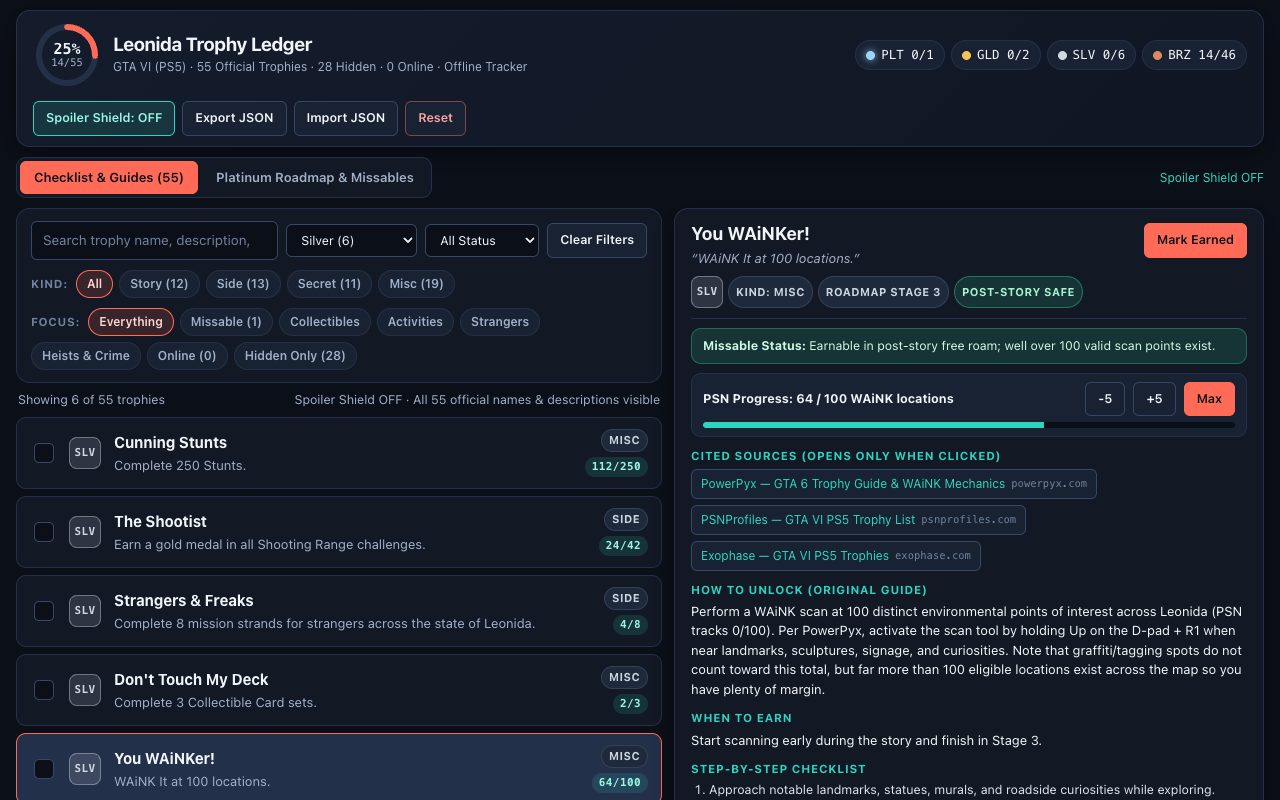 25%
14/55
Leonida Trophy Ledger
GTA VI (PS5) · 55 Official Trophies · 28 Hidden · 0 Online · Offline Tracker
PLT 0/1
GLD 0/2
SLV 0/6
BRZ 14/46
Spoiler Shield: OFF
Export JSON
Import JSON
Reset
Checklist & Guides (55)
Platinum Roadmap & Missables
Spoiler Shield OFF
Search trophy name, description,
Silver (6)
All Status
Clear Filters
KIND:
All
Story (12)
Side (13)
Secret (11)
Misc (19)
FOCUS:
Everything
Missable (1)
Collectibles
Activities
Strangers
Heists & Crime
Online (0)
Hidden Only (28)
Showing 6 of 55 trophies
Spoiler Shield OFF · All 55 official names & descriptions visible
SLV
Cunning Stunts
Complete 250 Stunts.
MISC
112/250
SLV
The Shootist
Earn a gold medal in all Shooting Range challenges.
SIDE
24/42
SLV
Strangers & Freaks
Complete 8 mission strands for strangers across the state of Leonida.
SIDE
4/8
SLV
Don't Touch My Deck
Complete 3 Collectible Card sets.
MISC
2/3
SLV
You WAiNKer!
WAiNK It at 100 locations.
MISC
64/100
You WAiNKer!
“WAiNK It at 100 locations.”
Mark Earned
SLV
KIND: MISC
ROADMAP STAGE 3
POST-STORY SAFE
Missable Status: Earnable in post-story free roam; well over 100 valid scan points exist.
PSN Progress: 64 / 100 WAiNK locations
-5
+5
Max
CITED SOURCES (OPENS ONLY WHEN CLICKED)
PowerPyx — GTA 6 Trophy Guide & WAiNK Mechanics powerpyx.com
PSNProfiles — GTA VI PS5 Trophy List psnprofiles.com
Exophase — GTA VI PS5 Trophies exophase.com
HOW TO UNLOCK (ORIGINAL GUIDE)
Perform a WAiNK scan at 100 distinct environmental points of interest across Leonida (PSN
tracks 0/100). Per PowerPyx, activate the scan tool by holding Up on the D-pad + R1 when
near landmarks, sculptures, signage, and curiosities. Note that graffiti/tagging spots do not
count toward this total, but far more than 100 eligible locations exist across the map so you
have plenty of margin.
WHEN TO EARN
Start scanning early during the story and finish in Stage 3.
STEP-BY-STEP CHECKLIST
1. Approach notable landmarks, statues, murals, and roadside curiosities while exploring.